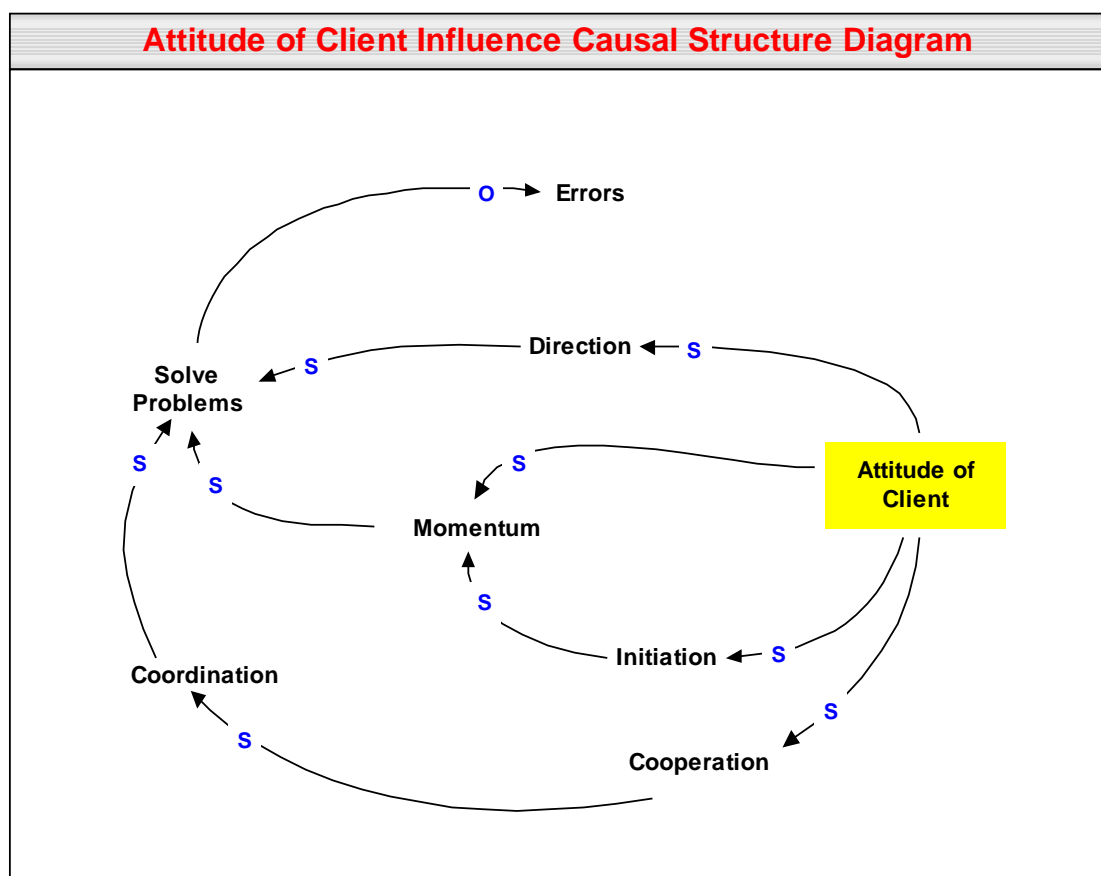 Attitude of Client Influence Causal Structure Diagram
O
Errors
Direction
S
S
Solve
Problems
S
Attitude of
Client
S
S
Momentum
S
Initiation
S
Coordination
S
S
Cooperation